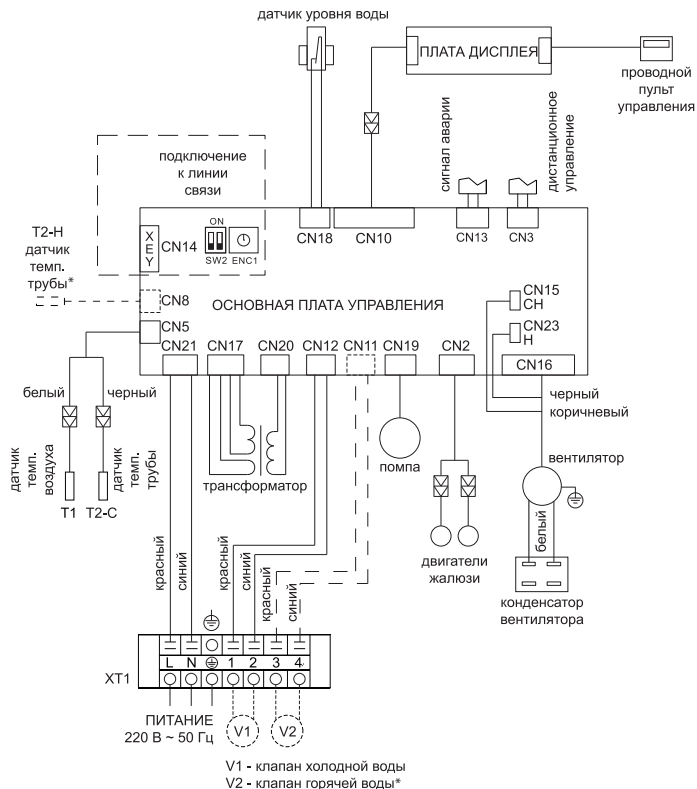 датчик уровня воды
ПЛАТА ДИСПЛЕЯ
проводной
пульт
управления
сигнал аварии
дистанционное
управление
подключение
к линии
связи
ON
SW2
ENC1
XEY
CN14
CN18
CN10
CN13
CN3
T2-H
датчик
темп.
трубы*
CN8
CN5
ОСНОВНАЯ ПЛАТА УПРАВЛЕНИЯ
CN15
CH
CN23
H
CN21
CN17
CN20
CN12
CN11
CN19
CN2
CN16
белый
черный
черный
коричневый
датчик
темп.
воздуха
датчик
темп.
трубы
T1
T2-C
трансформатор
помпа
вентилятор
белый
двигатели
жалюзи
конденсатор
вентилятора
красный
синий
красный
синий
красный
синий
L N 1 2 3 4
XT1
ПИТАНИЕ
220 В ~ 50 Гц
V1
V2
V1 - клапан холодной воды
V2 - клапан горячей воды*